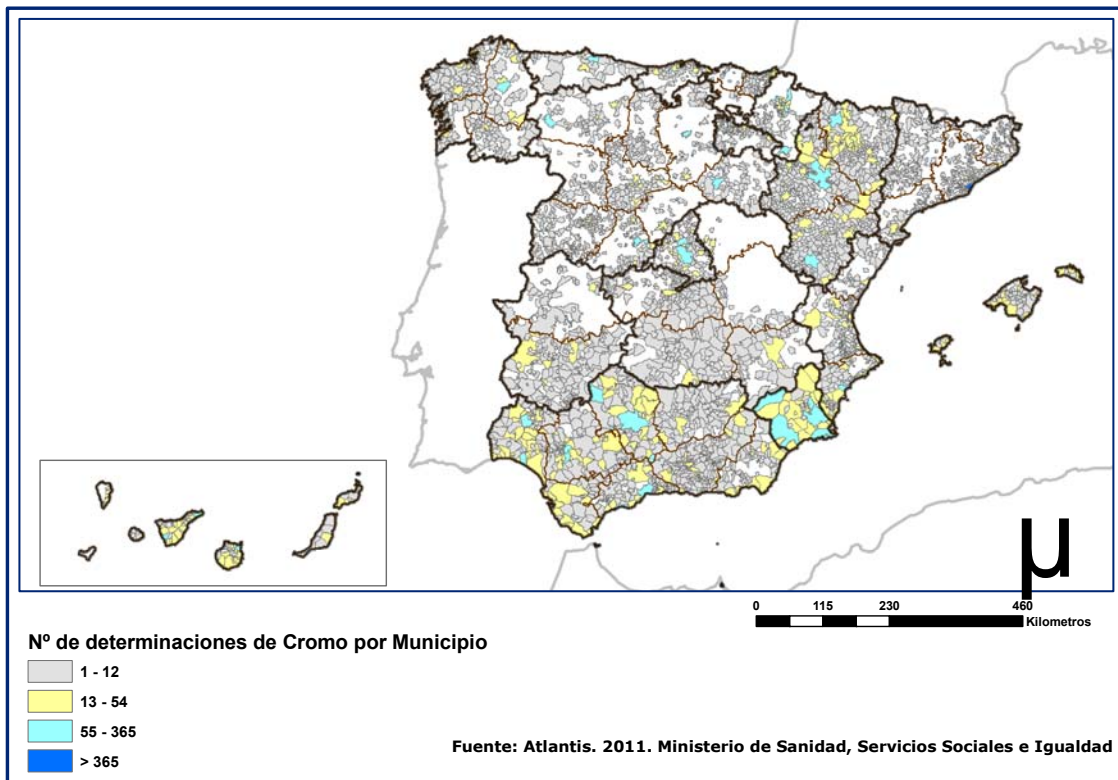 µ
0 115 230 460
Kilometros
Nº de determinaciones de Cromo por Municipio
1 - 12
13 - 54
55 - 365
> 365
Fuente: Atlantis. 2011. Ministerio de Sanidad, Servicios Sociales e Igualdad